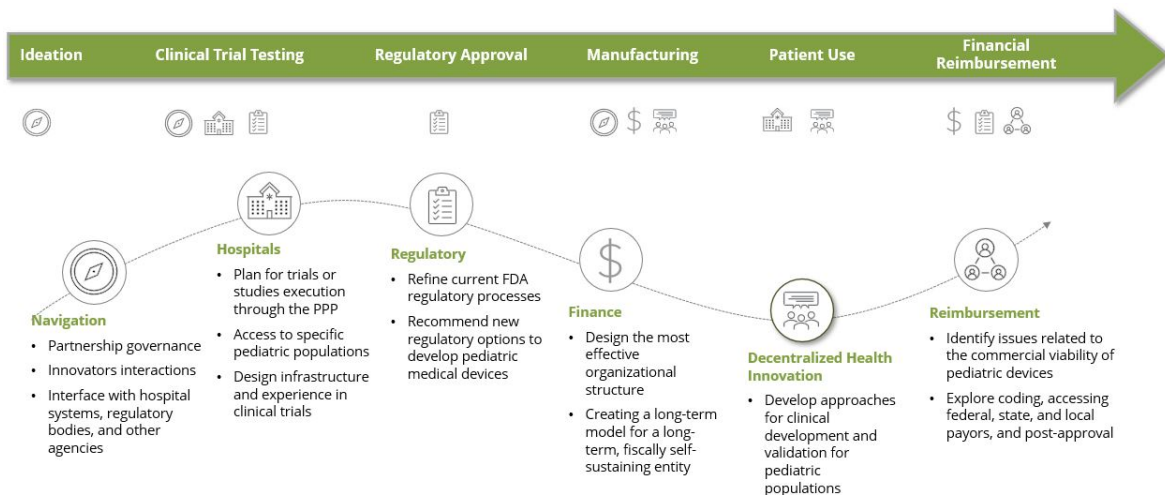 Ideation
Clinical Trial Testing
Regulatory Approval
Manufacturing
Patient Use
Financial
Reimbursement
Navigation
• Partnership governance
• Innovators interactions
• Interface with hospital
systems, regulatory
bodies, and other
agencies
Hospitals
• Plan for trials or
studies execution
through the PPP
• Access to specific
pediatric populations
• Design infrastructure
and experience in
clinical trials
Regulatory
• Refine current FDA
regulatory processes
• Recommend new
regulatory options to
develop pediatric
medical devices
$
Finance
• Design the most
effective
organizational
structure
• Creating a long-term
model for a long-
term, fiscally self-
sustaining entity
Decentralized Health
Innovation
• Develop approaches
for clinical
development and
validation for
pediatric
populations
Reimbursement
• Identify issues related to
the commercial viability of
pediatric devices
• Explore coding, accessing
federal, state, and local
payors, and post-approval